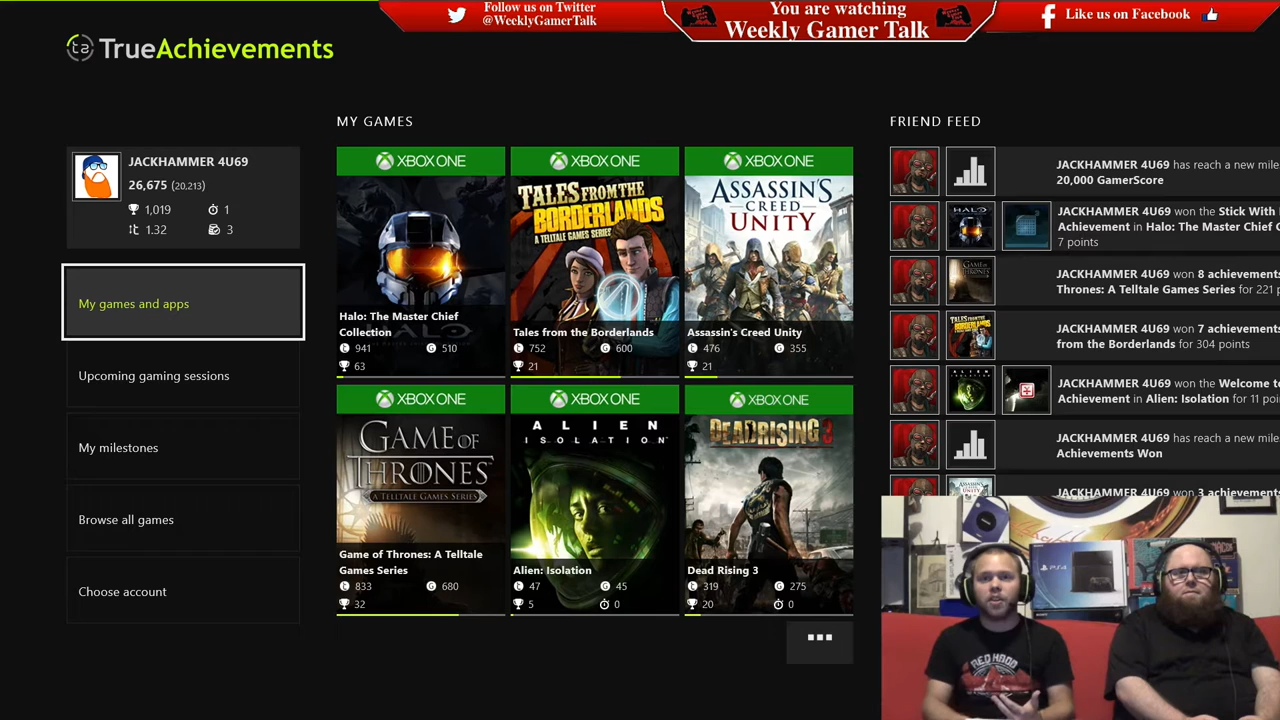 Follow us on Twitter
@WeeklyGamerTalk
You are watching
Weekly Gamer Talk
Like us on Facebook
TrueAchievements
MY GAMES
FRIEND FEED
JACKHAMMER 4U69
26,675 (20,213)
1,019
1
1.32
3
My games and apps
Upcoming gaming sessions
My milestones
Browse all games
Choose account
XBOX ONE
HALO
Halo: The Master Chief
Collection
941
510
63
XBOX ONE
TALES FROM THE
BORDERLANDS
A TELLTALE GAMES SERIES
Tales from the Borderlands
752
600
21
XBOX ONE
ASSASSIN'S
CREED
UNITY
Assassin's Creed Unity
476
355
21
XBOX ONE
GAME OF
THRONES
A TELLTALE GAMES SERIES
Game of Thrones: A Telltale
Games Series
833
680
32
XBOX ONE
ALIEN
ISOLATION
Alien: Isolation
47
45
5
0
XBOX ONE
DEADRISING 3
Dead Rising 3
319
275
20
0
JACKHAMMER 4U69 has reach a new mile
20,000 GamerScore
JACKHAMMER 4U69 won the Stick With
Achievement in Halo: The Master Chief C
7 points
JACKHAMMER 4U69 won 8 achievements
Thrones: A Telltale Games Series for 221 p
JACKHAMMER 4U69 won 7 achievements
from the Borderlands for 304 points
JACKHAMMER 4U69 won the Welcome to
Achievement in Alien: Isolation for 11 poi
JACKHAMMER 4U69 has reach a new mile
Achievements Won
JACKHAMMER 4U69 won 3 achievements
PS4
RED HOOD